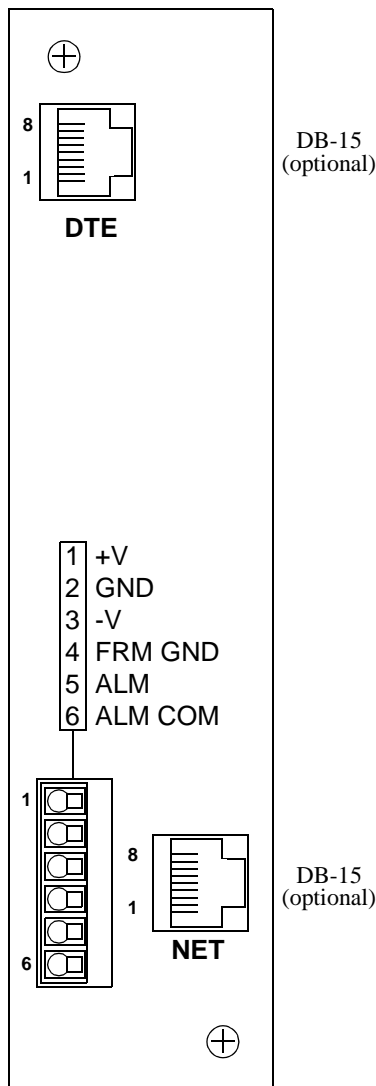 8
DB-15
(optional)
1
DTE
1 +V
2 GND
3 -V
4 FRM GND
5 ALM
6 ALM COM
1
8
DB-15
(optional)
1
NET
6